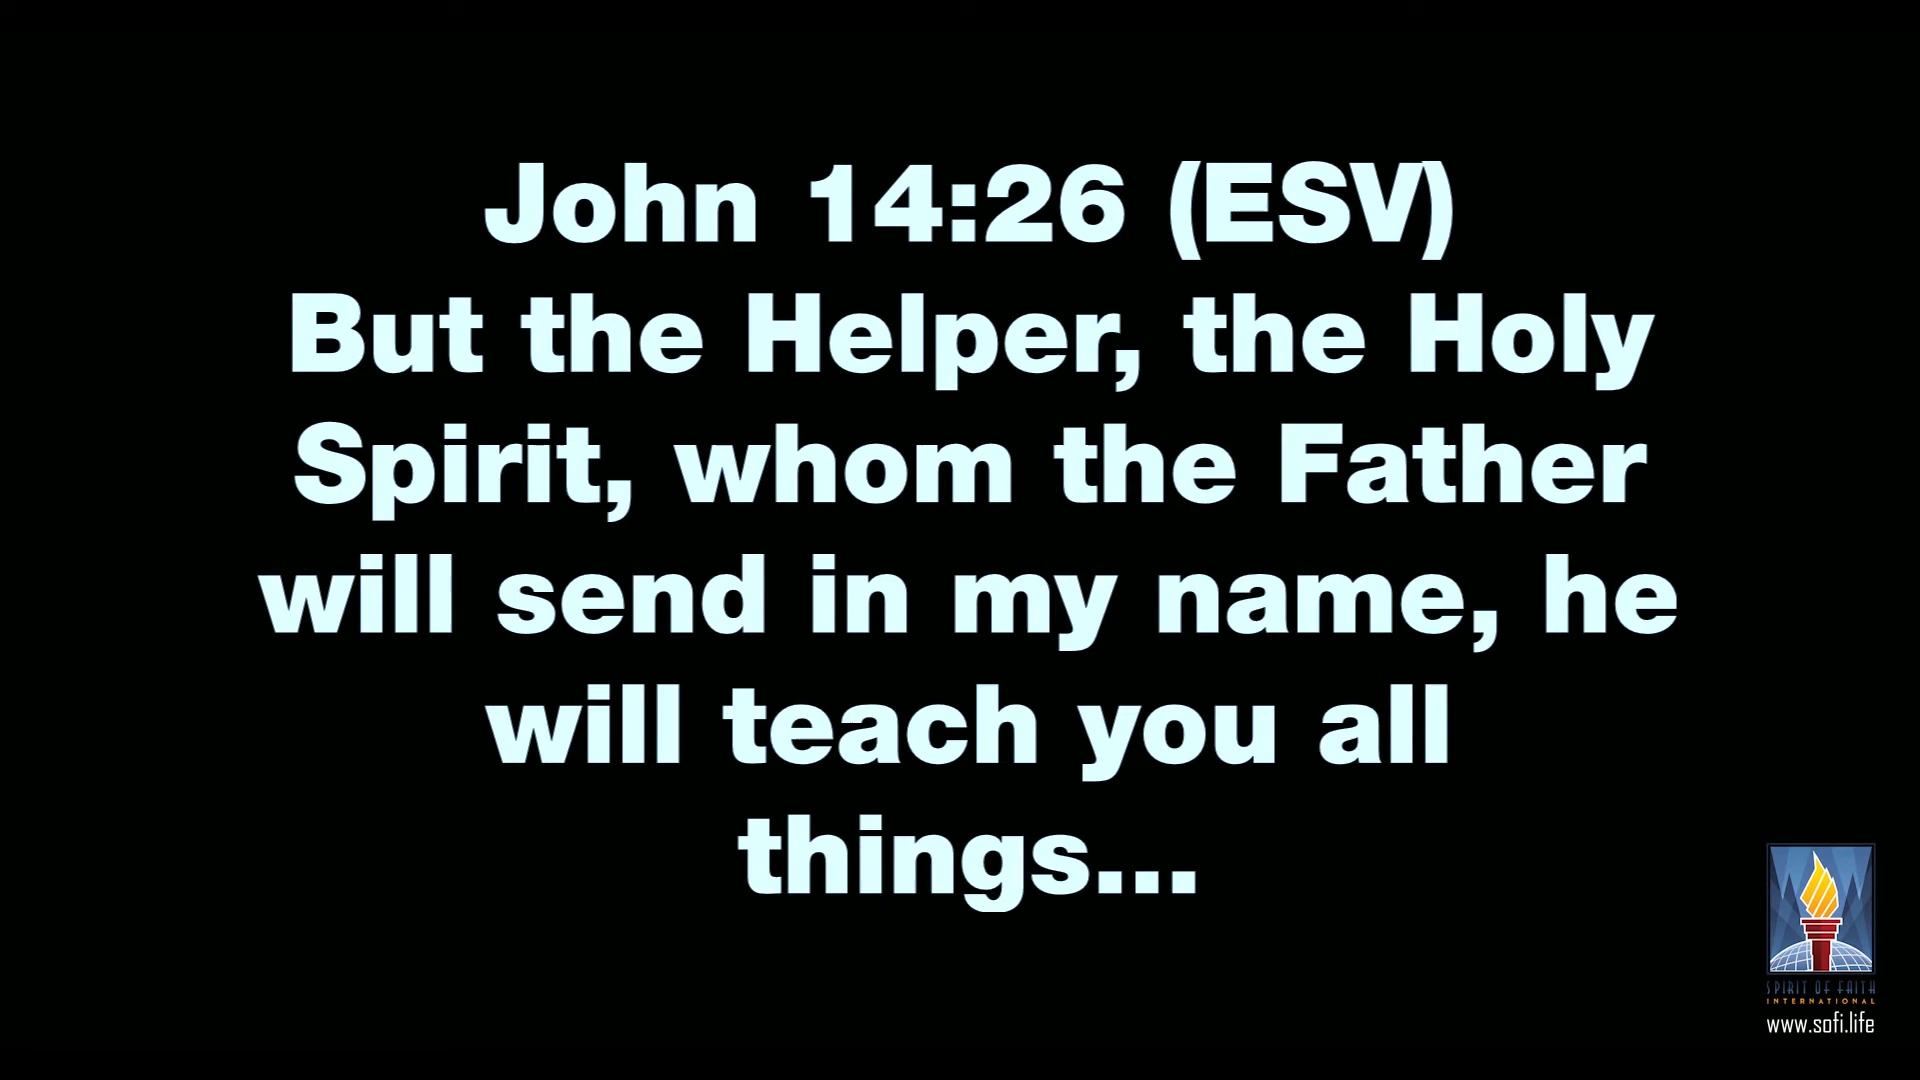 John 14:26 (ESV)
But the Helper, the Holy
Spirit, whom the Father
will send in my name, he
will teach you all
things...
SPIRIT OF FAITH
INTERNATIONAL
www.sofi.life